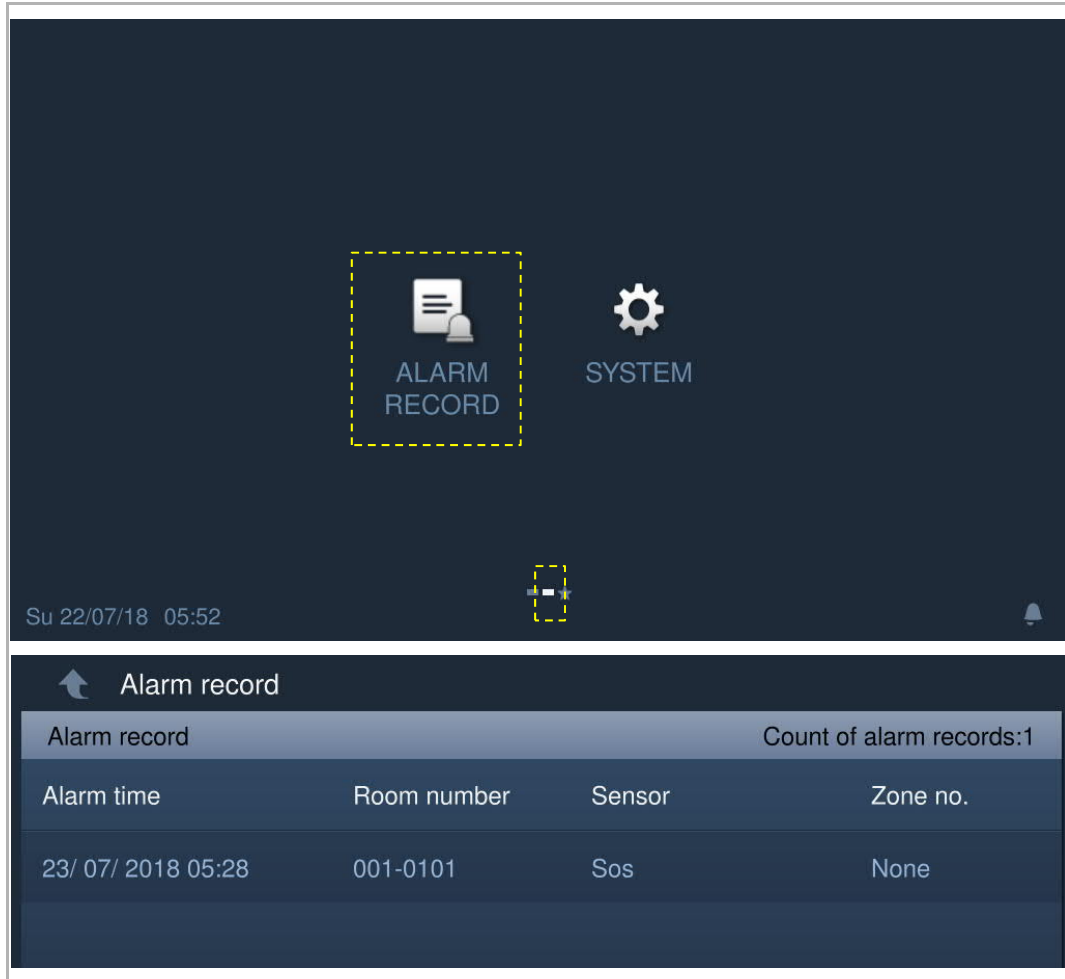 ALARM
RECORD
SYSTEM
Su 22/07/18 05:52
Alarm record
Alarm record Count of alarm records:1
Alarm time Room number Sensor Zone no.
23/ 07/ 2018 05:28 001-0101 Sos None